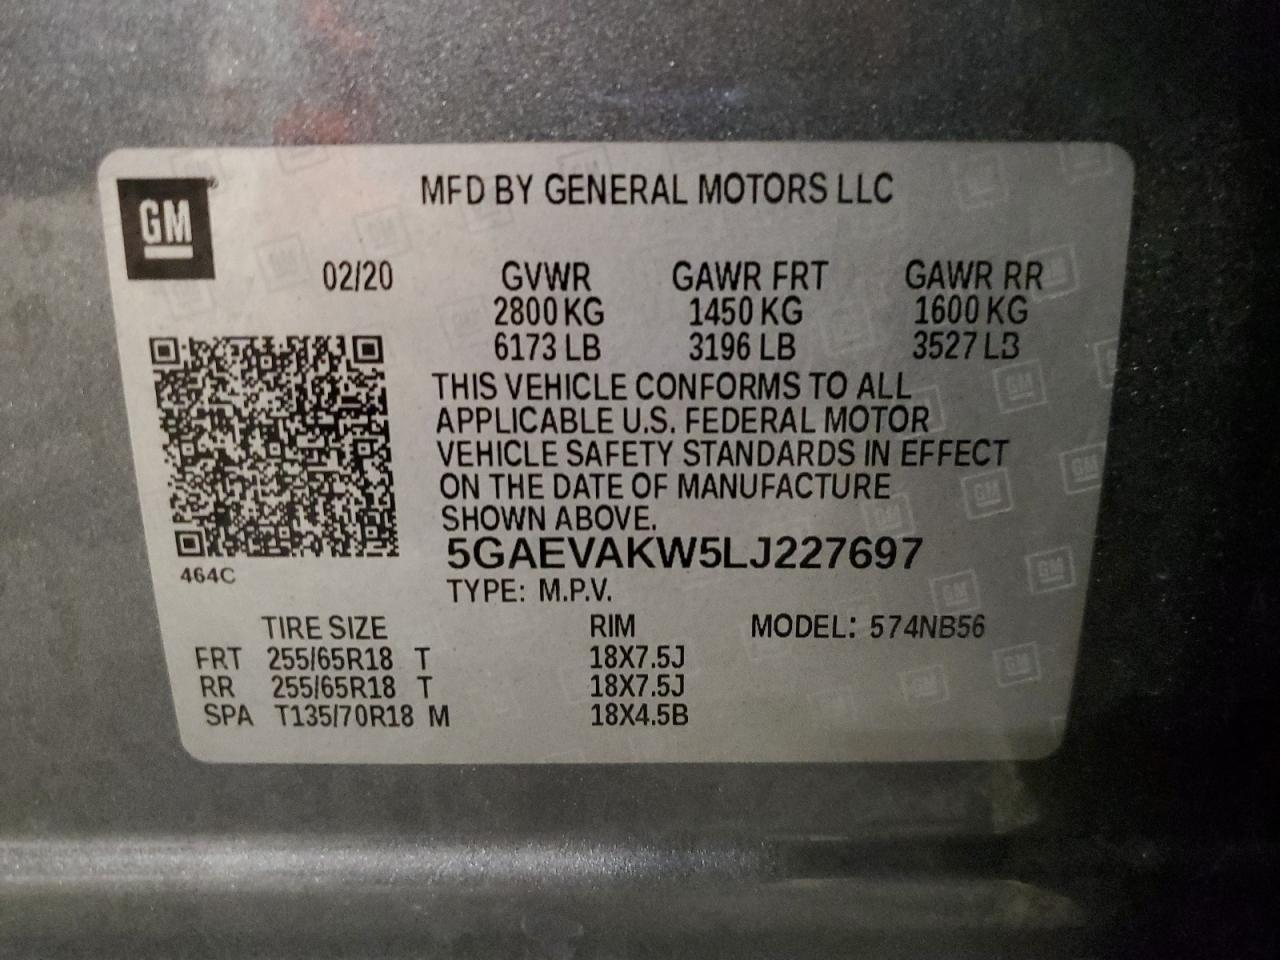 GM
MFD BY GENERAL MOTORS LLC
02/20 GVWR GAWR FRT GAWR RR
2800 KG 1450 KG 1600 KG
6173 LB 3196 LB 3527 LB
THIS VEHICLE CONFORMS TO ALL
APPLICABLE U.S. FEDERAL MOTOR
VEHICLE SAFETY STANDARDS IN EFFECT
ON THE DATE OF MANUFACTURE
SHOWN ABOVE.
5GAEVAKW5LJ227697
464C
TYPE: M.P.V.
TIRE SIZE RIM MODEL: 574NB56
FRT 255/65R18 T 18X7.5J
RR 255/65R18 T 18X7.5J
SPA T135/70R18 M 18X4.5B